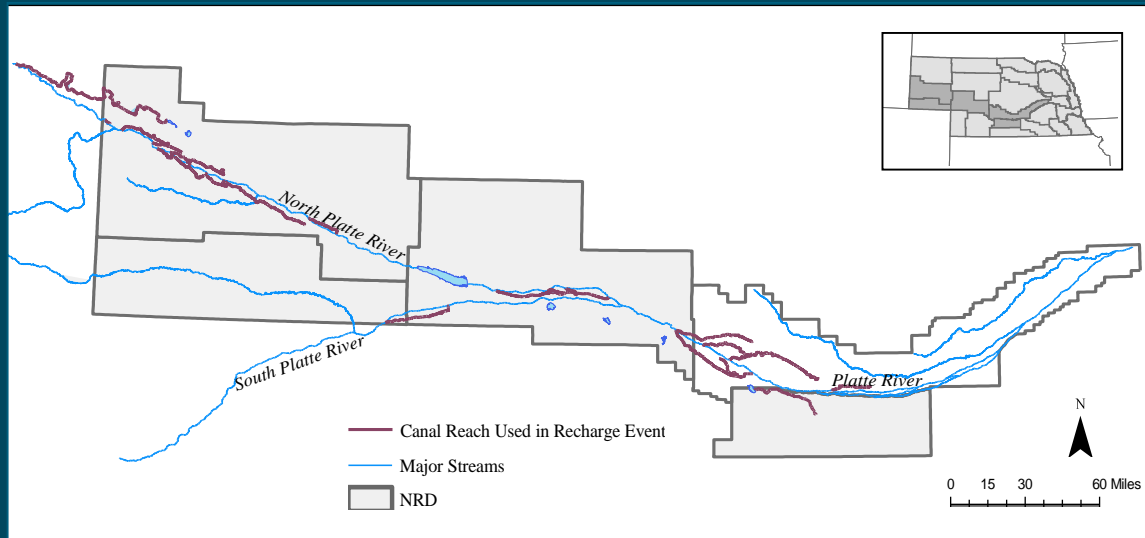 North Platte River
South Platte River
Platte River
Canal Reach Used in Recharge Event
Major Streams
NRD
N
0 15 30 60 Miles